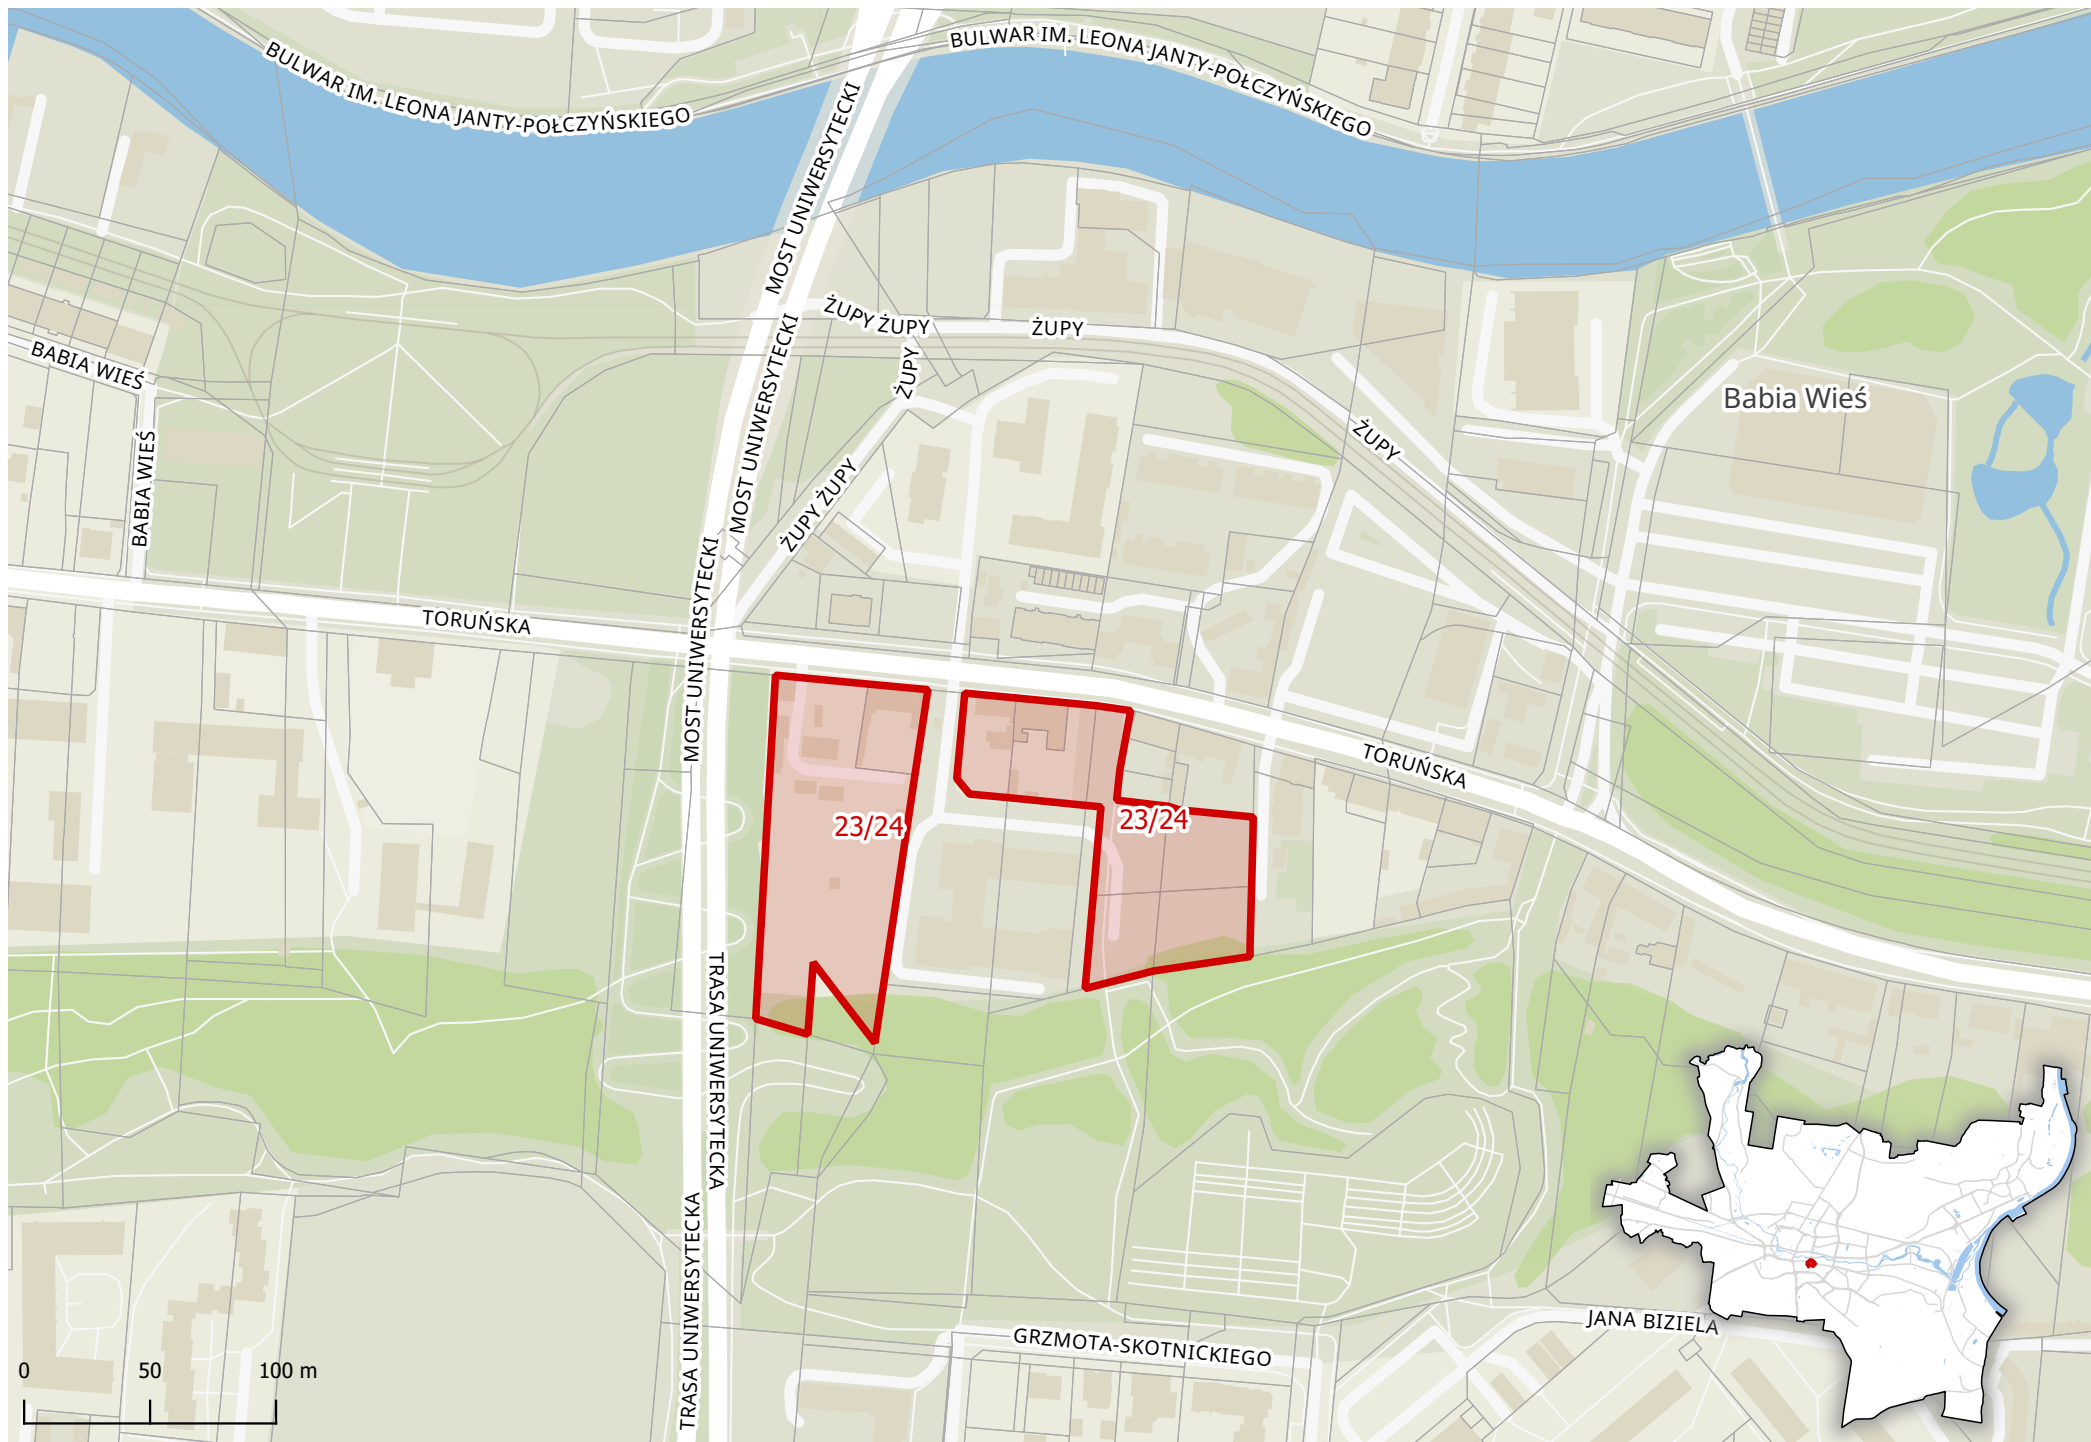 BULWAR IM. LEONA JANTY-POŁCZYŃSKIEGO
BULWAR IM. LEONA JANTY-POŁCZYŃSKIEGO
MOST UNIWERSYTECKI
ŻUPY ŻUPY
ŻUPY
ŻUPY
BABIA WIEŚ
MOST UNIWERSYTECKI
Babia Wieś
ŻUPY
BABIA WIEŚ
ŻUPY ŻUPY
MOST UNIWERSYTECKI
TORUŃSKA
TORUŃSKA
23/24
23/24
TRASA UNIWERSYTECKA
TRASA UNIWERSYTECKA
GRZMOTA-SKOTNICKIEGO
JANA BIZIELA
0 50 100 m